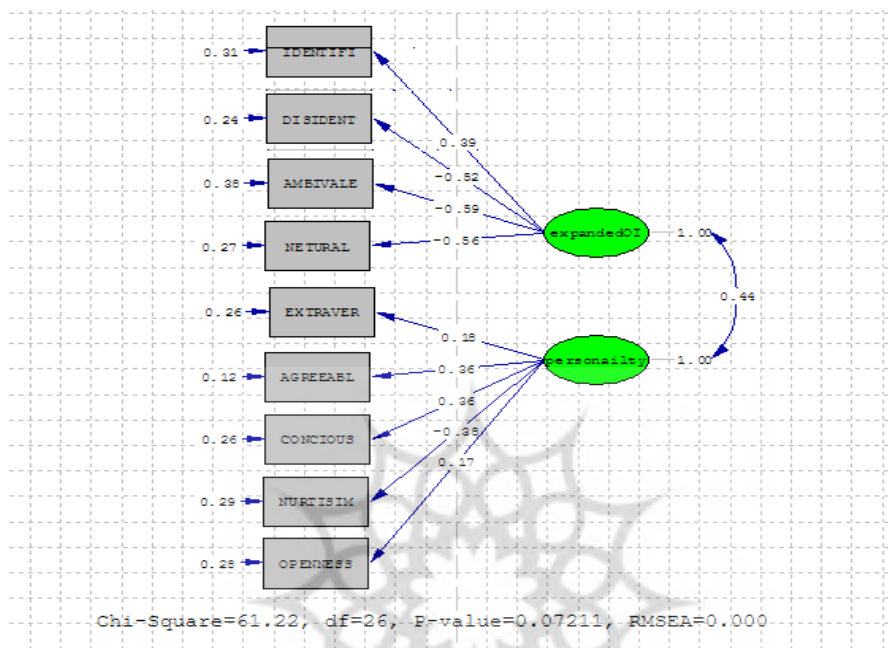 0.31 IDENTIFI
0.24 DISIDENT
0.39
-0.52
0.38 AMBIVALE
-0.59
expandedOI 1.00
0.27 NETURAL -0.56
0.44
0.26 EXTRAVER
0.18
personailty 1.00
0.12 AGREEABL 0.36
0.36
0.26 CONCIOUS -0.38
0.17
0.29 NURTISIM
0.28 OPENNESS
Chi-Square=61.22, df=26, P-value=0.07211, RMSEA=0.000